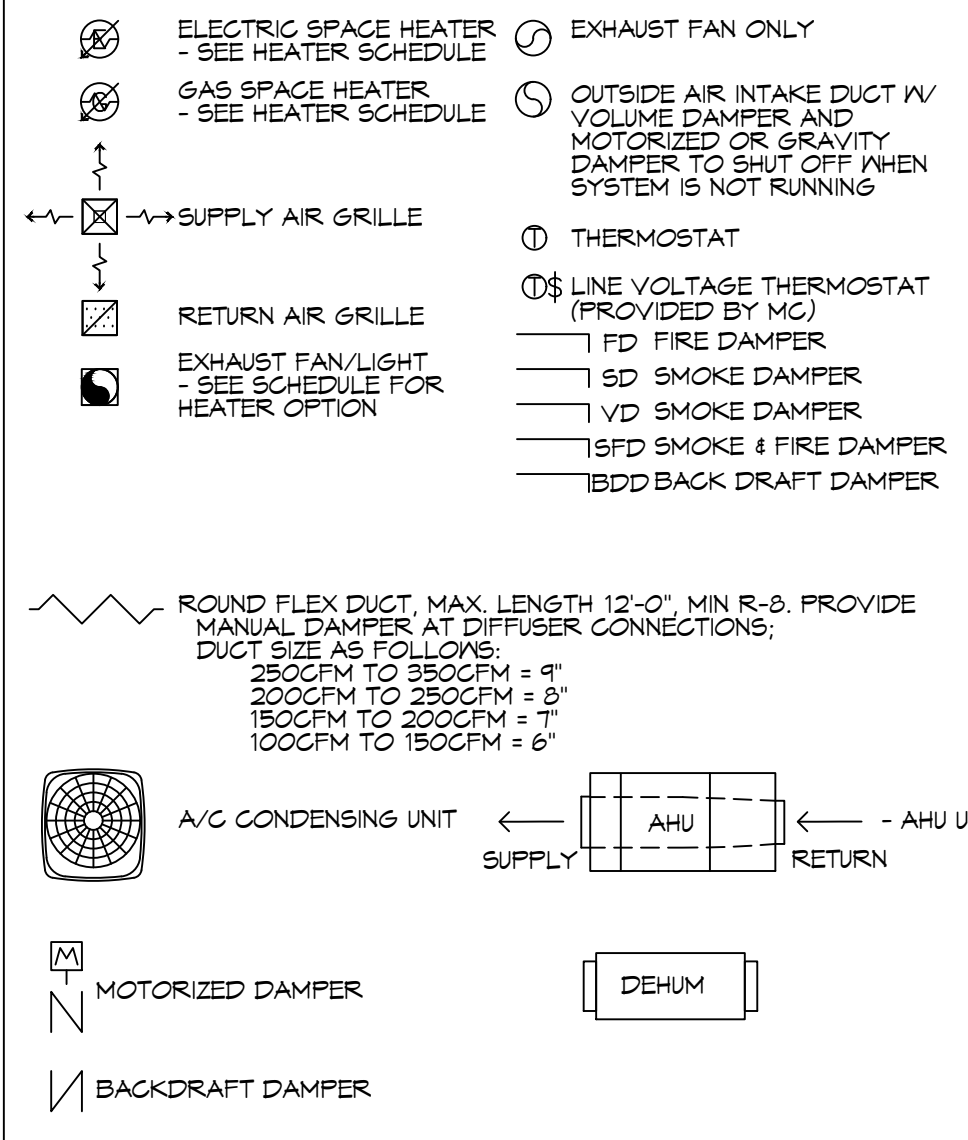 E
ELECTRIC SPACE HEATER
- SEE HEATER SCHEDULE
G
GAS SPACE HEATER
- SEE HEATER SCHEDULE
SUPPLY AIR GRILLE
RETURN AIR GRILLE
EXHAUST FAN/LIGHT
- SEE SCHEDULE FOR
HEATER OPTION
EXHAUST FAN ONLY
OUTSIDE AIR INTAKE DUCT W/
VOLUME DAMPER AND
MOTORIZED OR GRAVITY
DAMPER TO SHUT OFF WHEN
SYSTEM IS NOT RUNNING
T THERMOSTAT
T$ LINE VOLTAGE THERMOSTAT
(PROVIDED BY MC)
FD FIRE DAMPER
SD SMOKE DAMPER
VD SMOKE DAMPER
SFD SMOKE & FIRE DAMPER
BDD BACK DRAFT DAMPER
ROUND FLEX DUCT, MAX. LENGTH 12'-0", MIN R-8. PROVIDE
MANUAL DAMPER AT DIFFUSER CONNECTIONS;
DUCT SIZE AS FOLLOWS:
250CFM TO 350CFM = 9"
200CFM TO 250CFM = 8"
150CFM TO 200CFM = 7"
100CFM TO 150CFM = 6"
A/C CONDENSING UNIT
AHU
- AHU U
SUPPLY
RETURN
M
MOTORIZED DAMPER
DEHUM
BACKDRAFT DAMPER